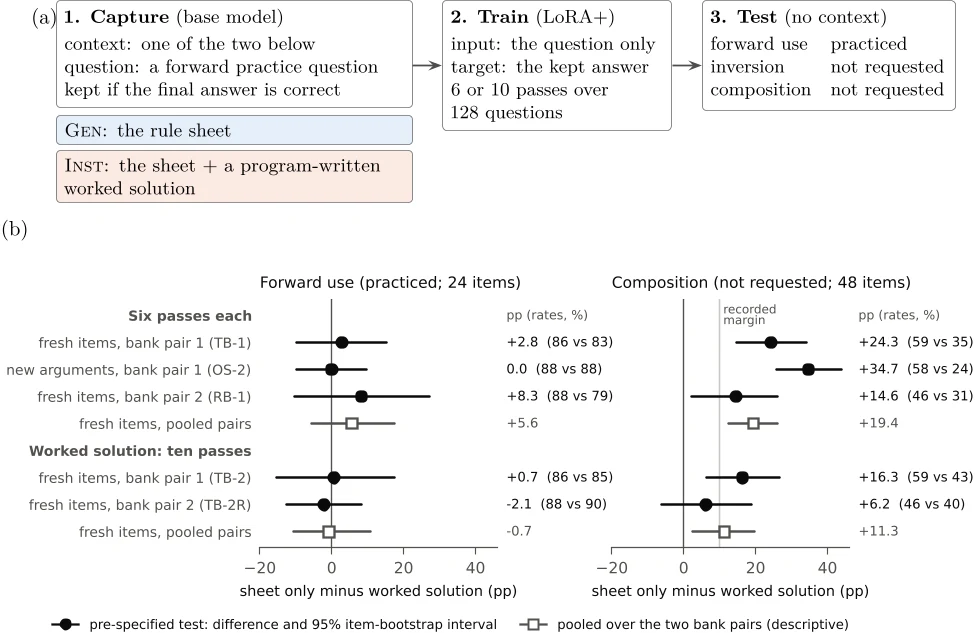 (a)
1. Capture (base model)
context: one of the two below
question: a forward practice question
kept if the final answer is correct
GEN: the rule sheet
INST: the sheet + a program-written
worked solution
2. Train (LoRA+)
input: the question only
target: the kept answer
6 or 10 passes over
128 questions
3. Test (no context)
forward use practiced
inversion not requested
composition not requested
(b)
Forward use (practiced; 24 items) Composition (not requested; 48 items)
Six passes each pp (rates, %) recorded margin pp (rates, %)
fresh items, bank pair 1 (TB-1) +2.8 (86 vs 83) +24.3 (59 vs 35)
new arguments, bank pair 1 (OS-2) 0.0 (88 vs 88) +34.7 (58 vs 24)
fresh items, bank pair 2 (RB-1) +8.3 (88 vs 79) +14.6 (46 vs 31)
fresh items, pooled pairs +5.6 +19.4
Worked solution: ten passes
fresh items, bank pair 1 (TB-2) +0.7 (86 vs 85) +16.3 (59 vs 43)
fresh items, bank pair 2 (TB-2R) -2.1 (88 vs 90) +6.2 (46 vs 40)
fresh items, pooled pairs -0.7 +11.3
−20 0 20 40 −20 0 20 40
sheet only minus worked solution (pp) sheet only minus worked solution (pp)
pre-specified test: difference and 95% item-bootstrap interval pooled over the two bank pairs (descriptive)